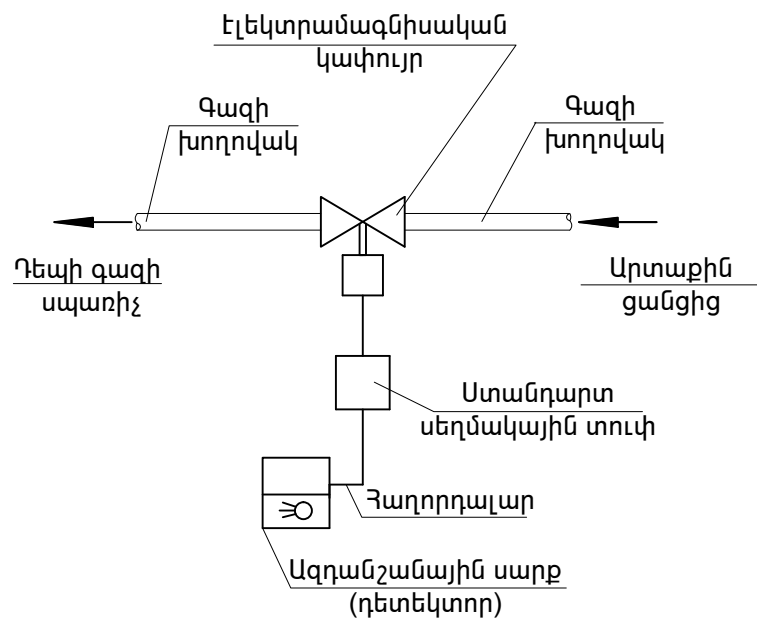 էլեկտրամագնիսական
կափույր
Գազի
խողովակ
Գազի
խողովակ
Դեպի գազի
սպառիչ
Արտաքին
ցանցից
Ստանդարտ
սեղմակային տուփ
Հաղորդալար
Ազդանշանային սարք
(դետեկտոր)